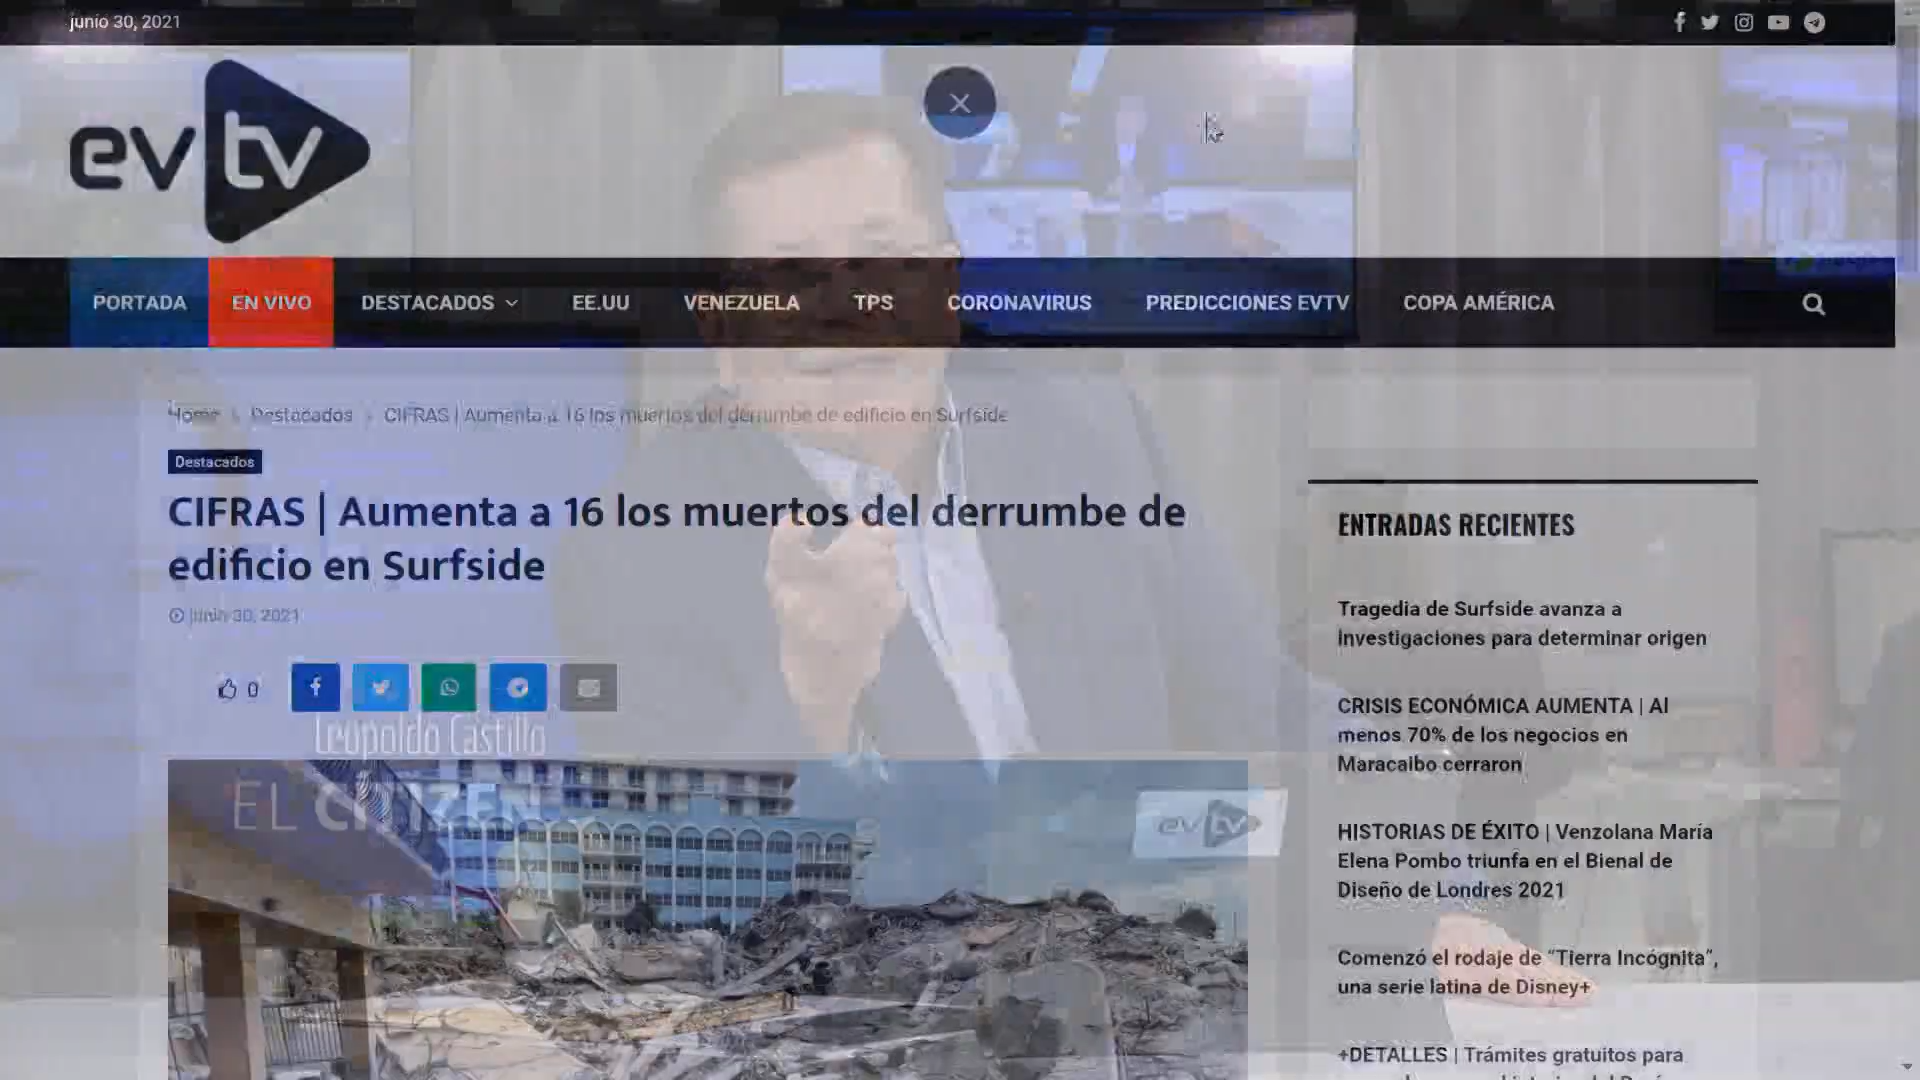 junio 30, 2021
evtv
PORTADA EN VIVO DESTACADOS EE.UU VENEZUELA TPS CORONAVIRUS PREDICCIONES EVTV COPA AMÉRICA
Home Destacados CIFRAS | Aumenta a 16 los muertos del derrumbe de edificio en Surfside
Destacados
CIFRAS | Aumenta a 16 los muertos del derrumbe de
edificio en Surfside
junio 30, 2021
0
Leopoldo Castillo
EL CITIZEN
evtv
ENTRADAS RECIENTES
Tragedia de Surfside avanza a
investigaciones para determinar origen
CRISIS ECONÓMICA AUMENTA | Al
menos 70% de los negocios en
Maracaibo cerraron
HISTORIAS DE ÉXITO | Venzolana María
Elena Pombo triunfa en el Bienal de
Diseño de Londres 2021
Comenzó el rodaje de “Tierra Incógnita”,
una serie latina de Disney+
+DETALLES | Trámites gratuitos para